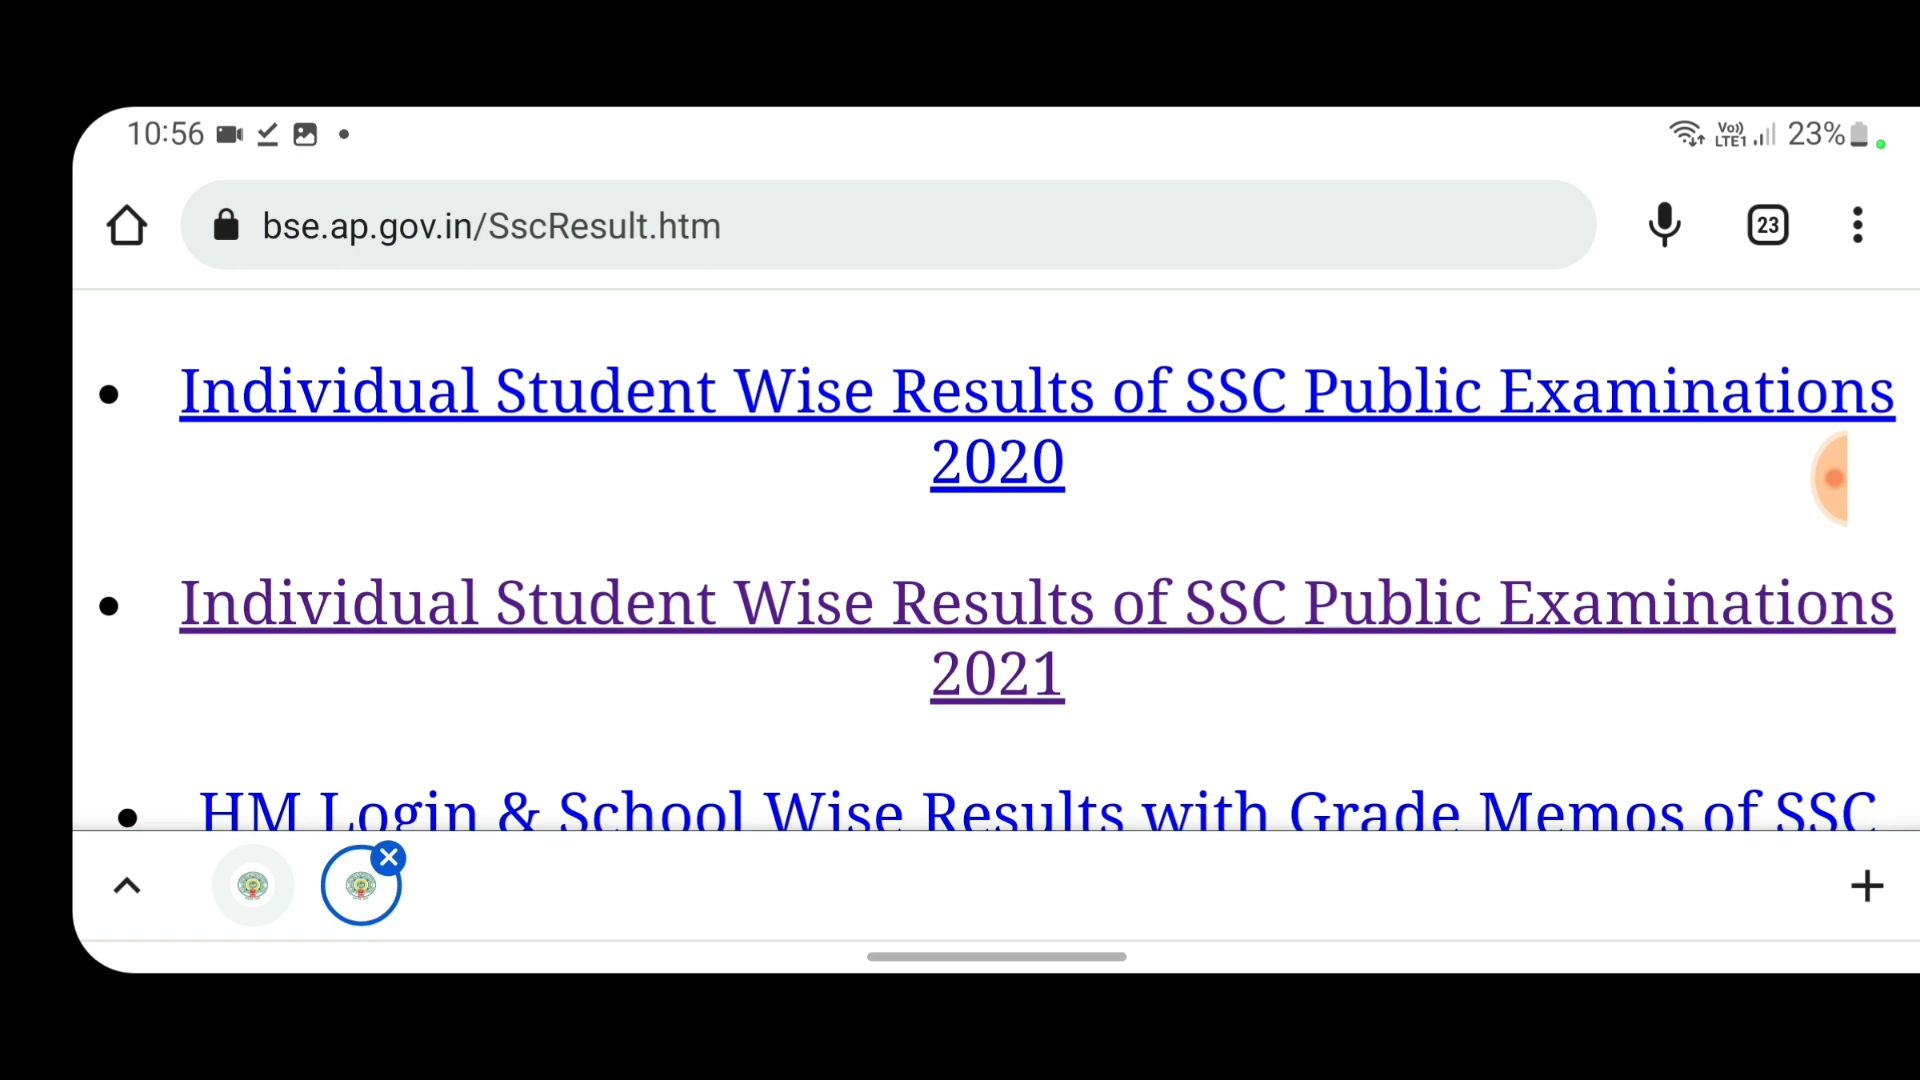 10:56
Vo)) LTE1 23%
bse.ap.gov.in/SscResult.htm
23
Individual Student Wise Results of SSC Public Examinations
2020
Individual Student Wise Results of SSC Public Examinations
2021
HM Login & School Wise Results with Grade Memos of SSC